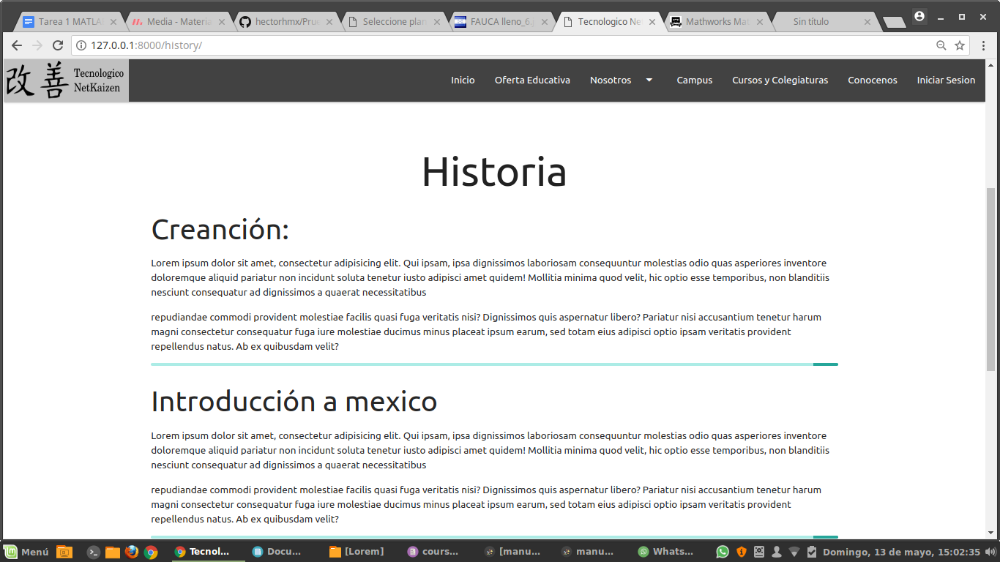 Tarea 1 MATLA
Media - Materia
hectorhmx/Prue
Seleccione plan
FAUCA lleno_6.j
Tecnologico Ne
Mathworks Mat
Sin título
127.0.0.1:8000/history/
改善 Tecnologico
NetKaizen
Inicio Oferta Educativa Nosotros Campus Cursos y Colegiaturas Conocenos Iniciar Sesion
Historia
Creanción:
Lorem ipsum dolor sit amet, consectetur adipisicing elit. Qui ipsam, ipsa dignissimos laboriosam consequuntur molestias odio quas asperiores inventore
doloremque aliquid pariatur non incidunt soluta tenetur iusto adipisci amet quidem! Mollitia minima quod velit, hic optio esse temporibus, non blanditiis
nesciunt consequatur ad dignissimos a quaerat necessitatibus
repudiandae commodi provident molestiae facilis quasi fuga veritatis nisi? Dignissimos quis aspernatur libero? Pariatur nisi accusantium tenetur harum
magni consectetur consequatur fuga iure molestiae ducimus minus placeat ipsum earum, sed totam eius adipisci optio ipsam veritatis provident
repellendus natus. Ab ex quibusdam velit?
Introducción a mexico
Lorem ipsum dolor sit amet, consectetur adipisicing elit. Qui ipsam, ipsa dignissimos laboriosam consequuntur molestias odio quas asperiores inventore
doloremque aliquid pariatur non incidunt soluta tenetur iusto adipisci amet quidem! Mollitia minima quod velit, hic optio esse temporibus, non blanditiis
nesciunt consequatur ad dignissimos a quaerat necessitatibus
repudiandae commodi provident molestiae facilis quasi fuga veritatis nisi? Dignissimos quis aspernatur libero? Pariatur nisi accusantium tenetur harum
magni consectetur consequatur fuga iure molestiae ducimus minus placeat ipsum earum, sed totam eius adipisci optio ipsam veritatis provident
repellendus natus. Ab ex quibusdam velit?
Menú Tecnol... Docu... [Lorem] cours... [manu... manu... Whats... Domingo, 13 de mayo, 15:02:35